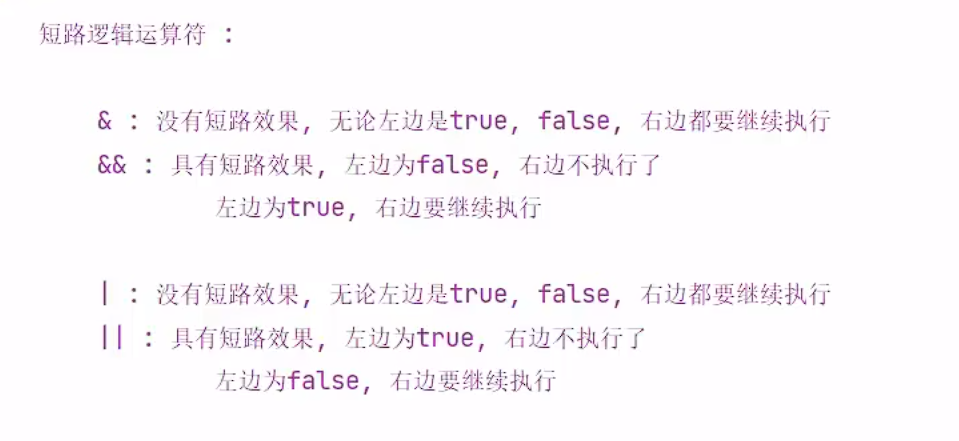 短路逻辑运算符 :
& : 没有短路效果, 无论左边是true, false, 右边都要继续执行
&& : 具有短路效果, 左边为false, 右边不执行了
左边为true, 右边要继续执行
| : 没有短路效果, 无论左边是true, false, 右边都要继续执行
|| : 具有短路效果, 左边为true, 右边不执行了
左边为false, 右边要继续执行